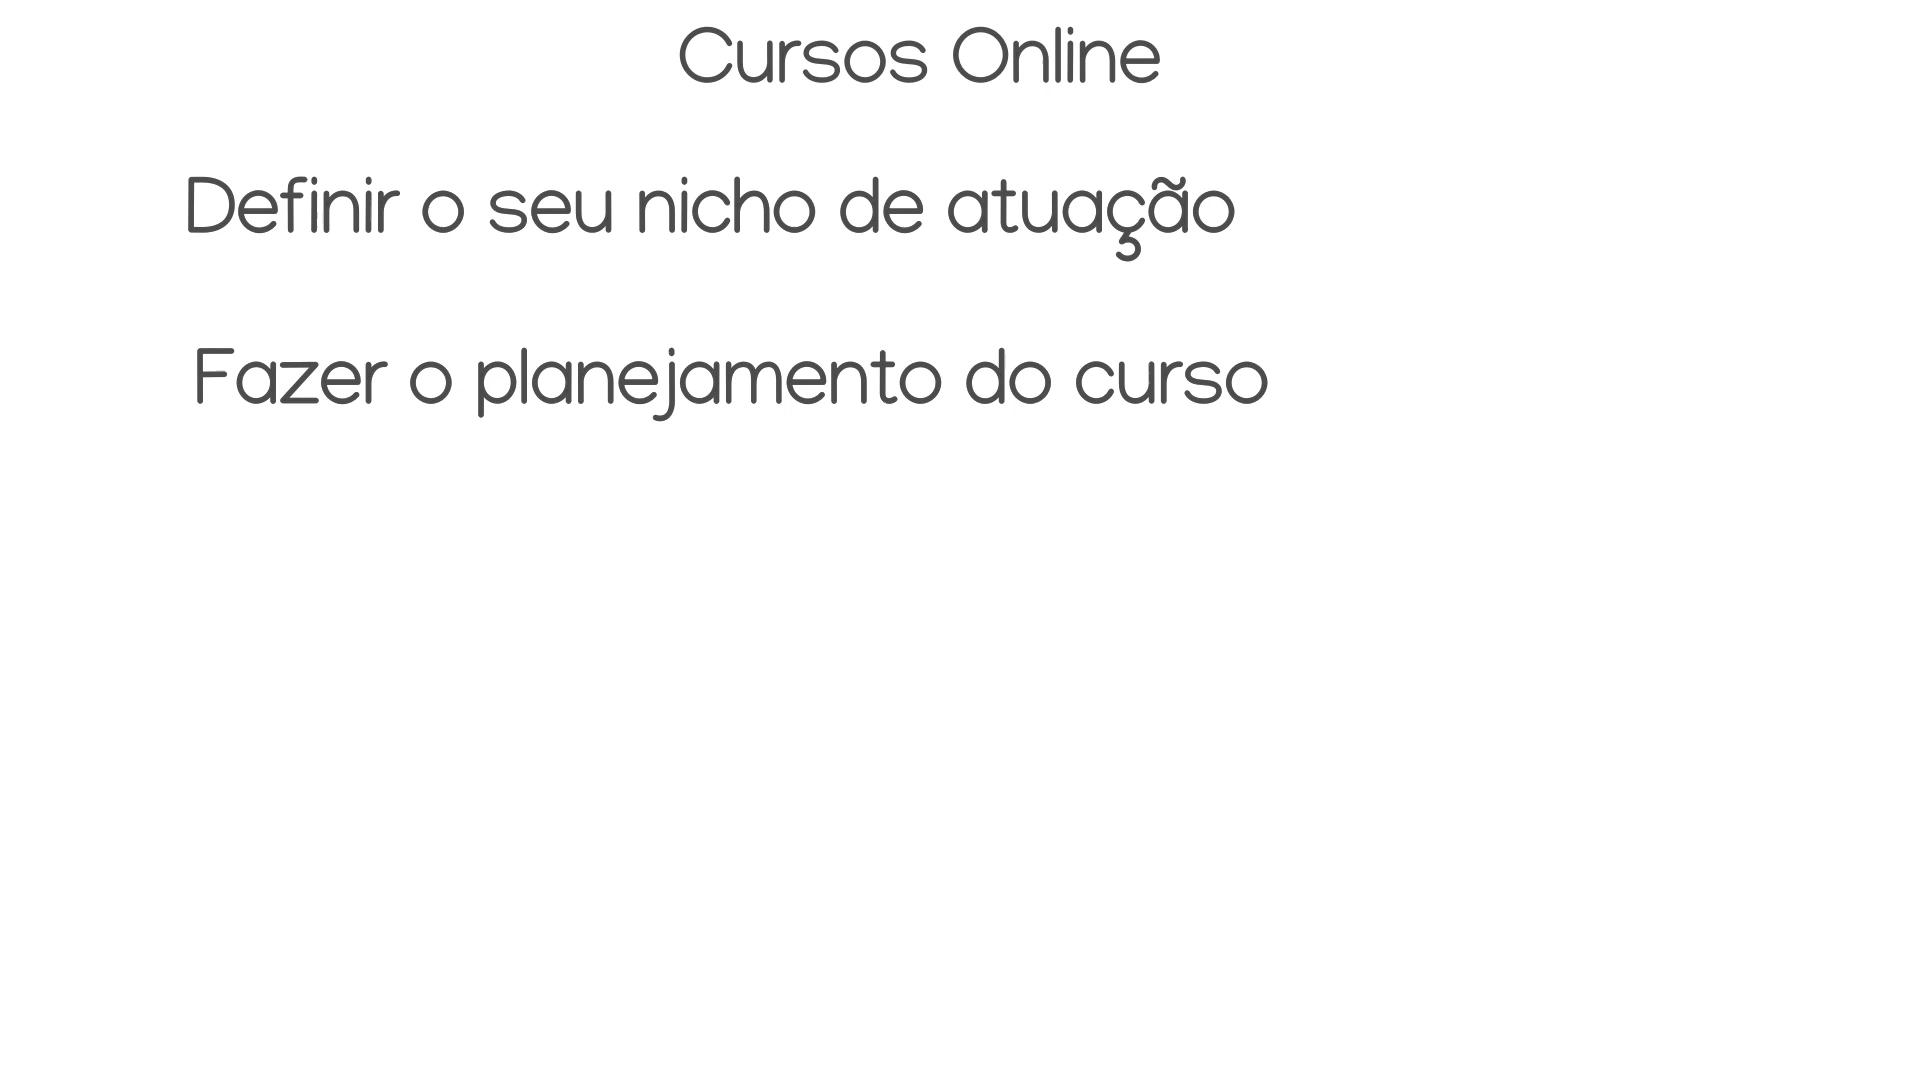 Cursos Online
Definir o seu nicho de atuação
Fazer o planejamento do curso